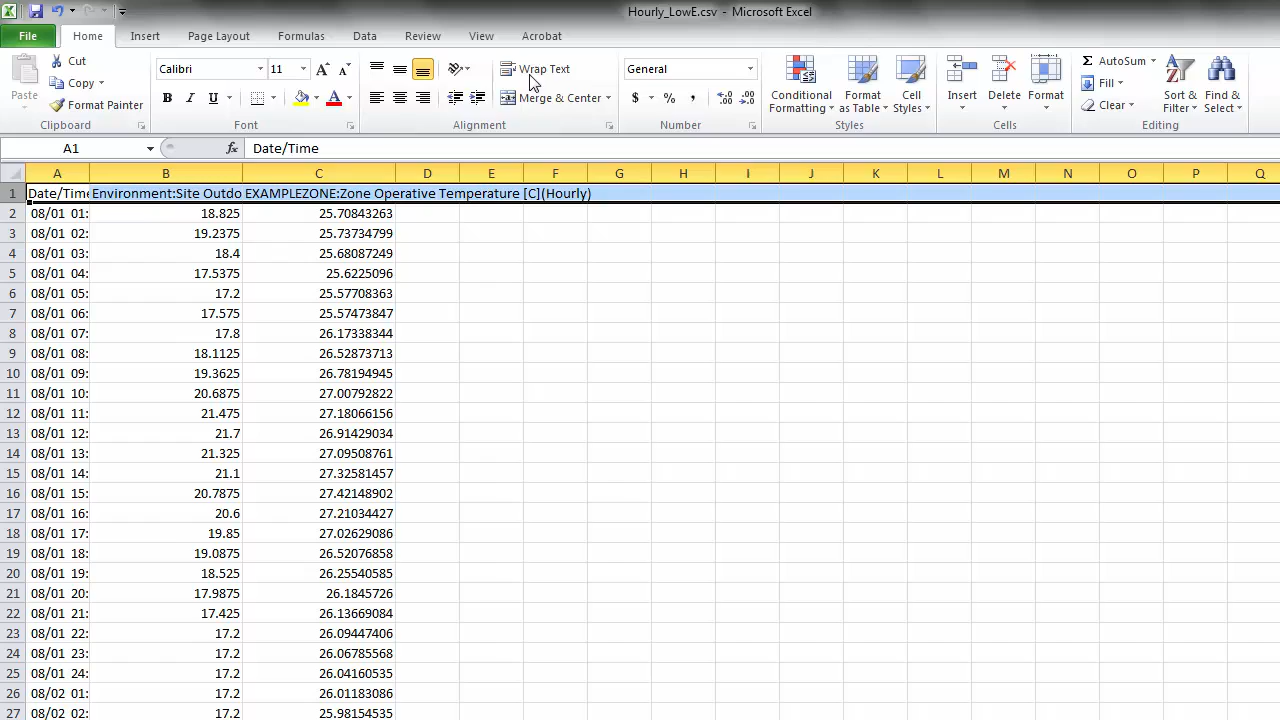 Hourly_LowE.csv - Microsoft Excel
File Home Insert Page Layout Formulas Data Review View Acrobat
Paste Cut Copy Format Painter Clipboard
Calibri 11 A A B I U A Font
Wrap Text Merge & Center Alignment
General $ % , Number
Conditional Formatting Format as Table Cell Styles Styles
Insert Delete Format Cells
Σ AutoSum Fill Clear Sort & Filter Find & Select Editing
A1 fx Date/Time
A B C D E F G H I J K L M N O P Q
1 Date/Time Environment:Site Outdo EXAMPLEZONE:Zone Operative Temperature [C](Hourly)
2 08/01 01: 18.825 25.70843263
3 08/01 02: 19.2375 25.73734799
4 08/01 03: 18.4 25.68087249
5 08/01 04: 17.5375 25.6225096
6 08/01 05: 17.2 25.57708363
7 08/01 06: 17.575 25.57473847
8 08/01 07: 17.8 26.17338344
9 08/01 08: 18.1125 26.52873713
10 08/01 09: 19.3625 26.78194945
11 08/01 10: 20.6875 27.00792822
12 08/01 11: 21.475 27.18066156
13 08/01 12: 21.7 26.91429034
14 08/01 13: 21.325 27.09508761
15 08/01 14: 21.1 27.32581457
16 08/01 15: 20.7875 27.42148902
17 08/01 16: 20.6 27.21034427
18 08/01 17: 19.85 27.02629086
19 08/01 18: 19.0875 26.52076858
20 08/01 19: 18.525 26.25540585
21 08/01 20: 17.9875 26.1845726
22 08/01 21: 17.425 26.13669084
23 08/01 22: 17.2 26.09447406
24 08/01 23: 17.2 26.06785568
25 08/01 24: 17.2 26.04160535
26 08/02 01: 17.2 26.01183086
27 08/02 02: 17.2 25.98154535